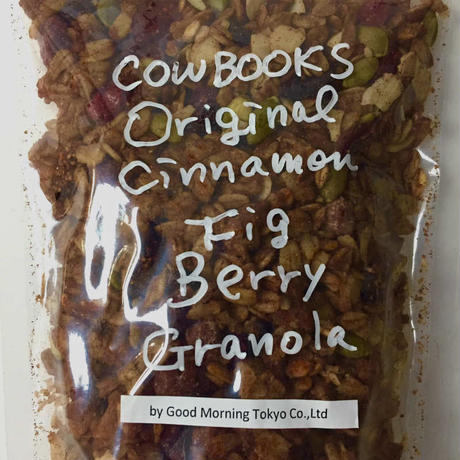 COWBOOKS
Original
Cinnamon
Fig
Berry
Granola
by Good Morning Tokyo Co.,Ltd